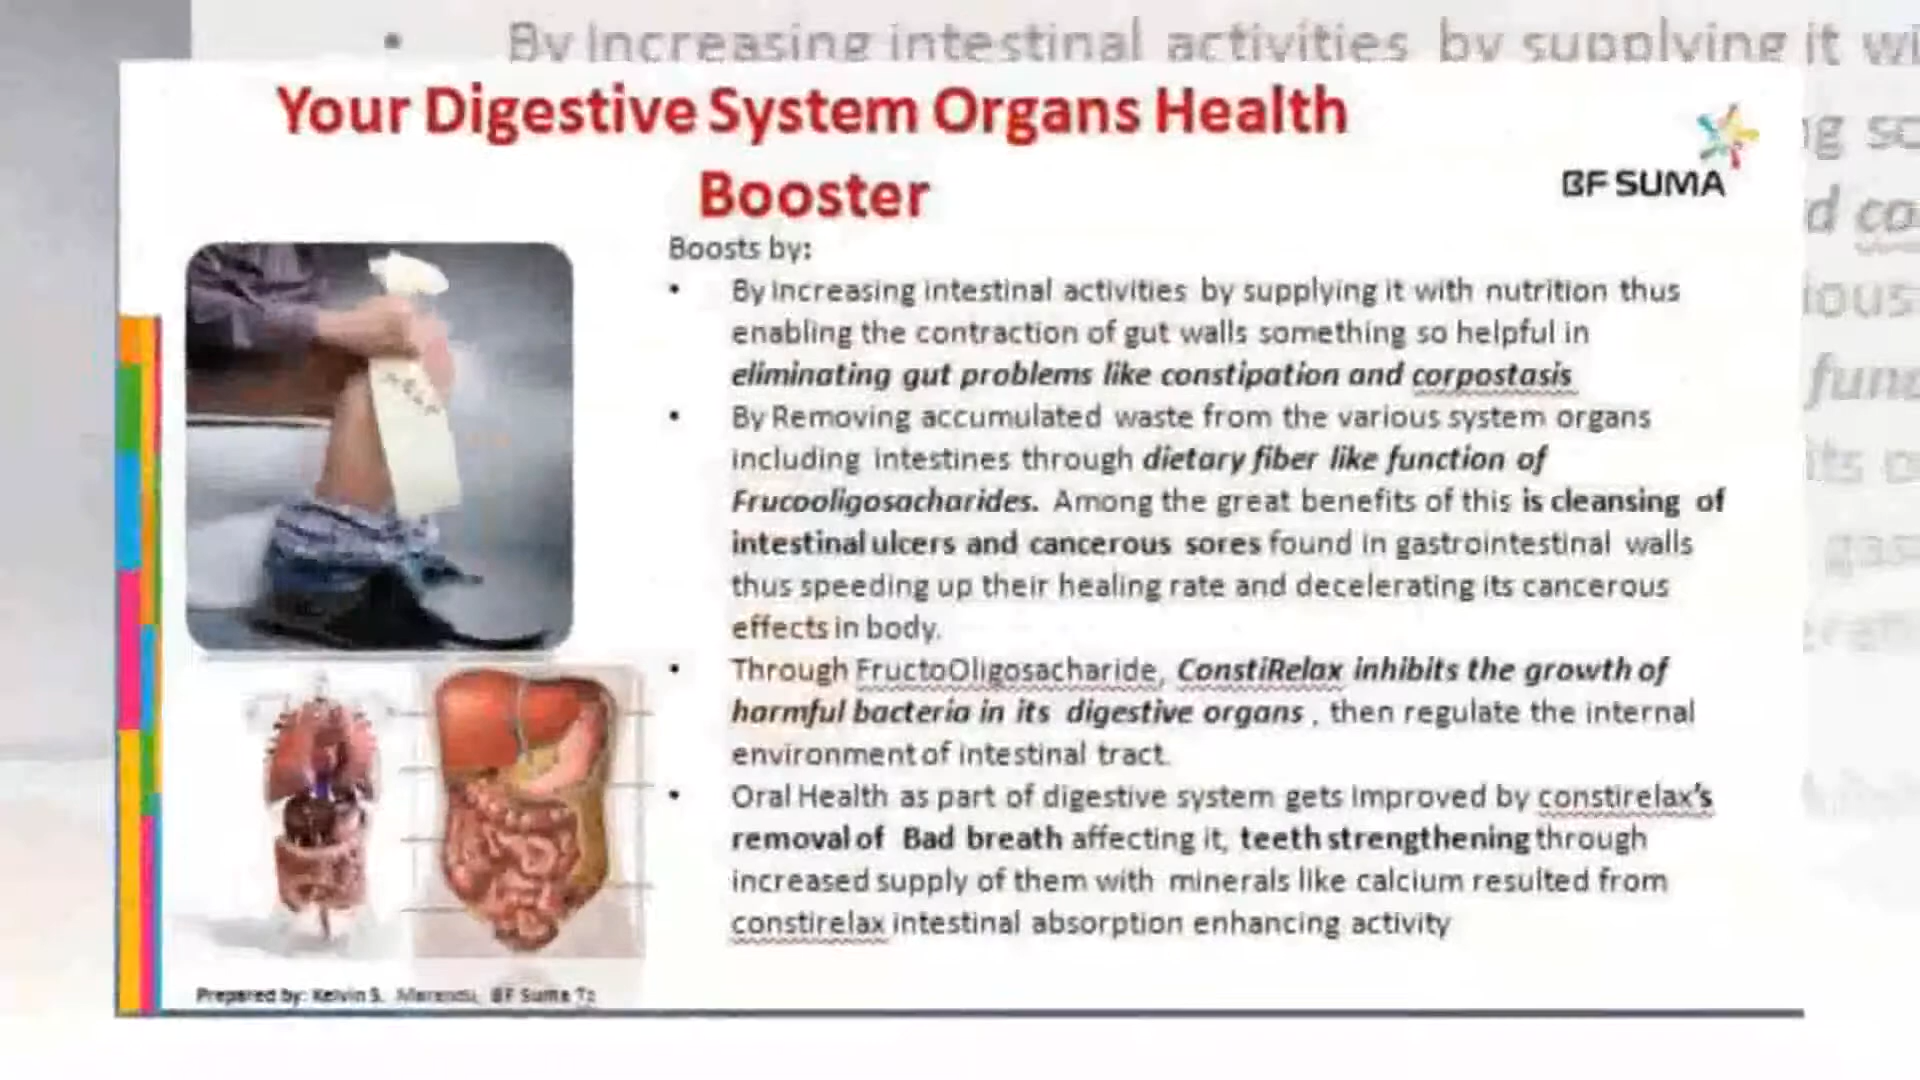 By Increasing intestinal activities by supplying it wi
Your Digestive System Organs Health
Booster
BF SUMA
Boosts by:
• By Increasing intestinal activities by supplying it with nutrition thus
enabling the contraction of gut walls something so helpful in
eliminating gut problems like constipation and corpostasis
• By Removing accumulated waste from the various system organs
including intestines through dietary fiber like function of
Frucooligosacharides. Among the great benefits of this is cleansing of
intestinal ulcers and cancerous sores found in gastrointestinal walls
thus speeding up their healing rate and decelerating its cancerous
effects in body.
• Through FructoOligosacharide, ConstiRelax inhibits the growth of
harmful bacteria in its digestive organs , then regulate the internal
environment of intestinal tract.
• Oral Health as part of digestive system gets improved by constirelax's
removal of Bad breath affecting it, teeth strengthening through
increased supply of them with minerals like calcium resulted from
constirelax intestinal absorption enhancing activity
HELP
Prepared by: Kelvin S. BF Suma Tz